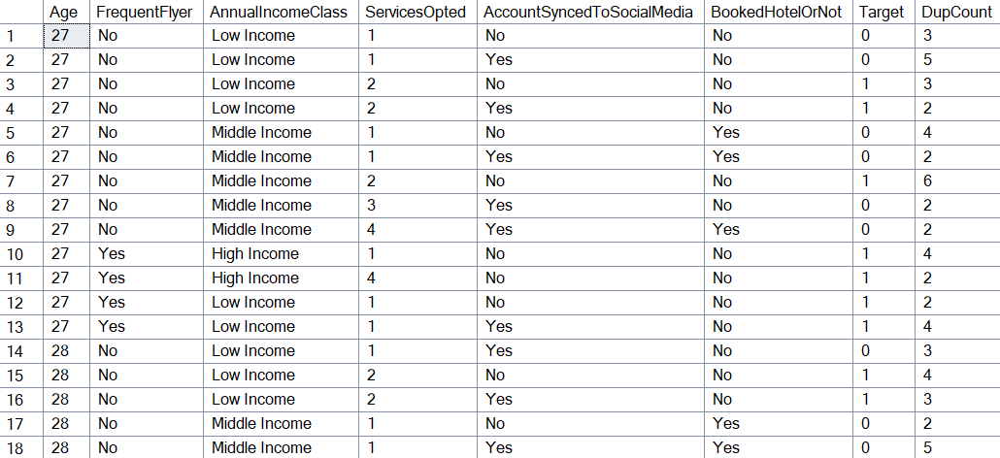 Age FrequentFlyer AnnualIncomeClass ServicesOpted AccountSyncedToSocialMedia BookedHotelOrNot Target DupCount
1 27 No Low Income 1 No No 0 3
2 27 No Low Income 1 Yes No 0 5
3 27 No Low Income 2 No No 1 3
4 27 No Low Income 2 Yes No 1 2
5 27 No Middle Income 1 No Yes 0 4
6 27 No Middle Income 1 Yes Yes 0 2
7 27 No Middle Income 2 No No 1 6
8 27 No Middle Income 3 Yes No 0 2
9 27 No Middle Income 4 Yes Yes 0 2
10 27 Yes High Income 1 No No 1 4
11 27 Yes High Income 4 No No 1 2
12 27 Yes Low Income 1 No No 1 2
13 27 Yes Low Income 1 Yes No 1 4
14 28 No Low Income 1 Yes No 0 3
15 28 No Low Income 2 No No 1 4
16 28 No Low Income 2 Yes No 1 3
17 28 No Middle Income 1 No Yes 0 2
18 28 No Middle Income 1 Yes Yes 0 5